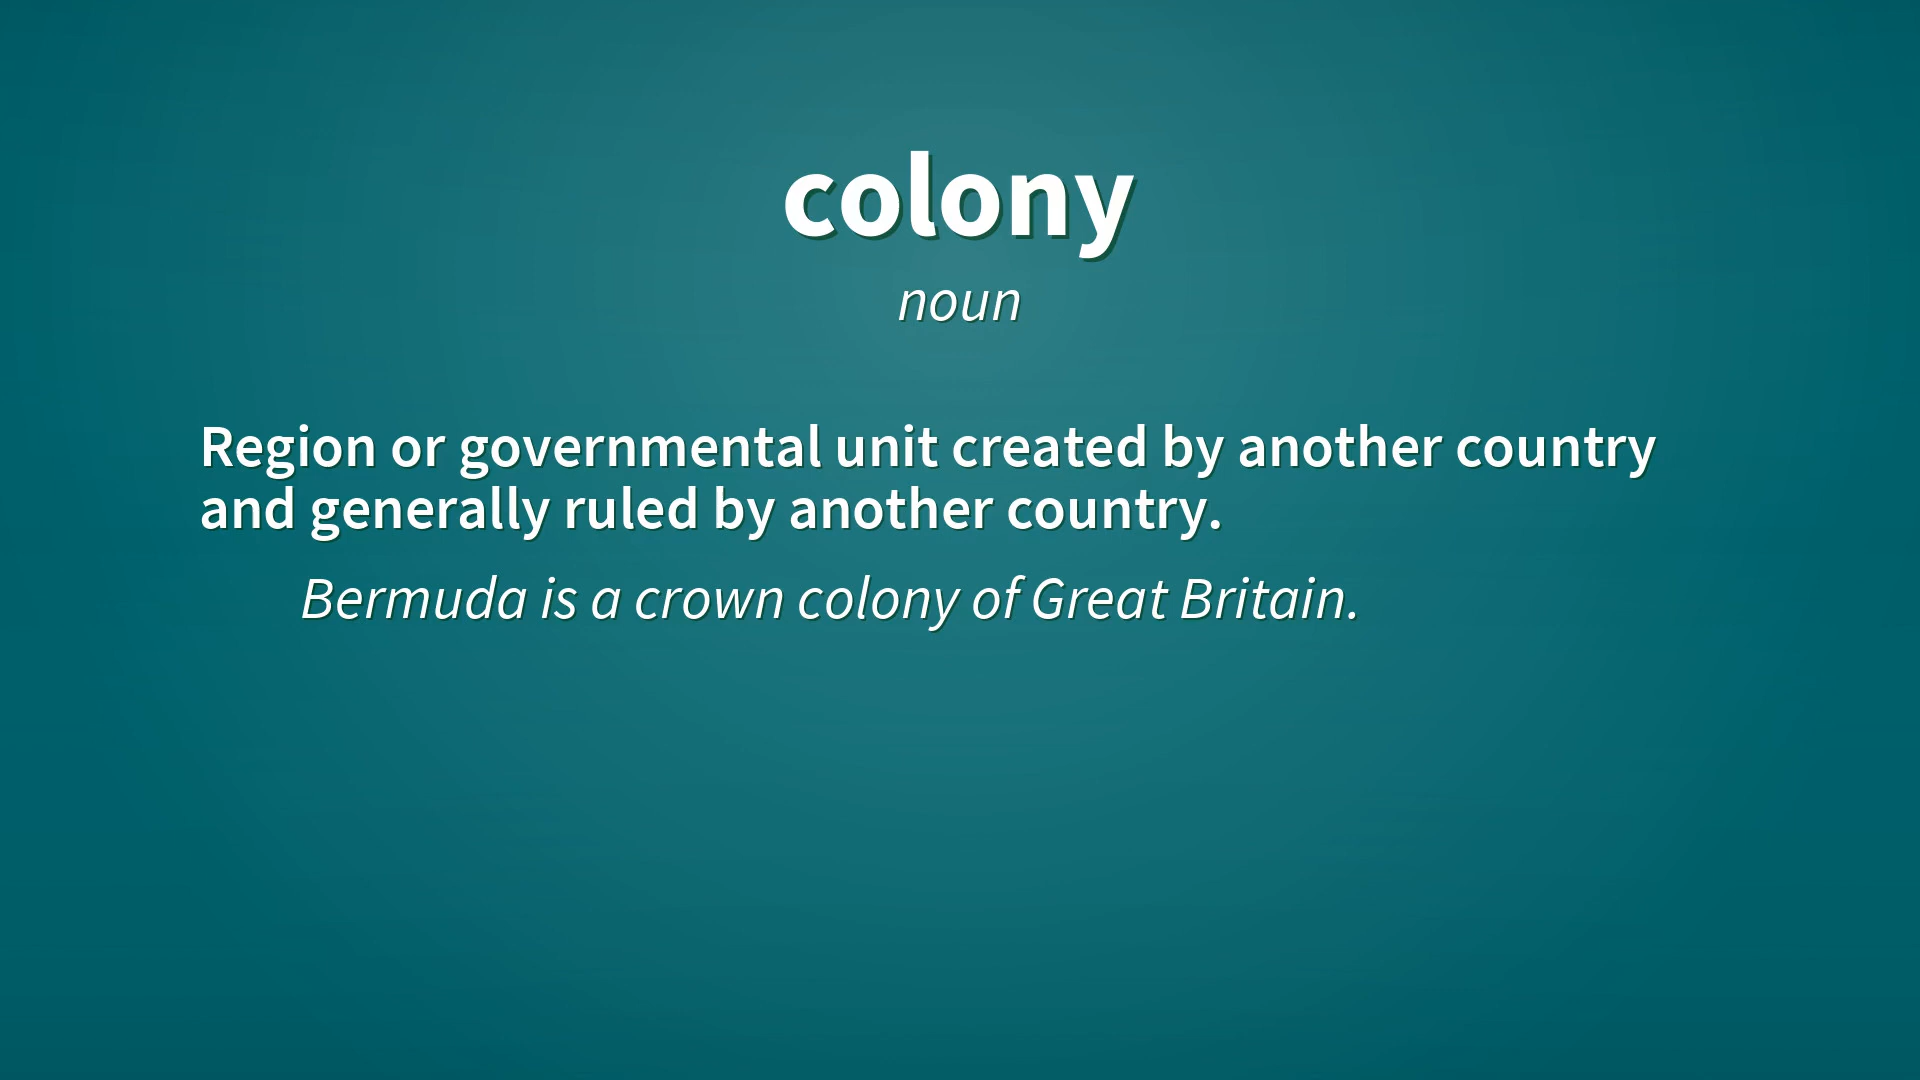 colony
noun
Region or governmental unit created by another country
and generally ruled by another country.
Bermuda is a crown colony of Great Britain.